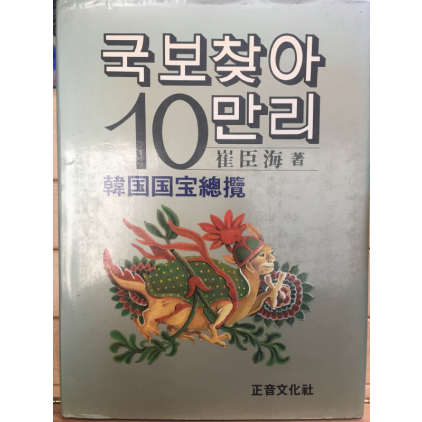 국보찾아
10만리
崔臣海 著
韓国国宝總攬
正音文化社